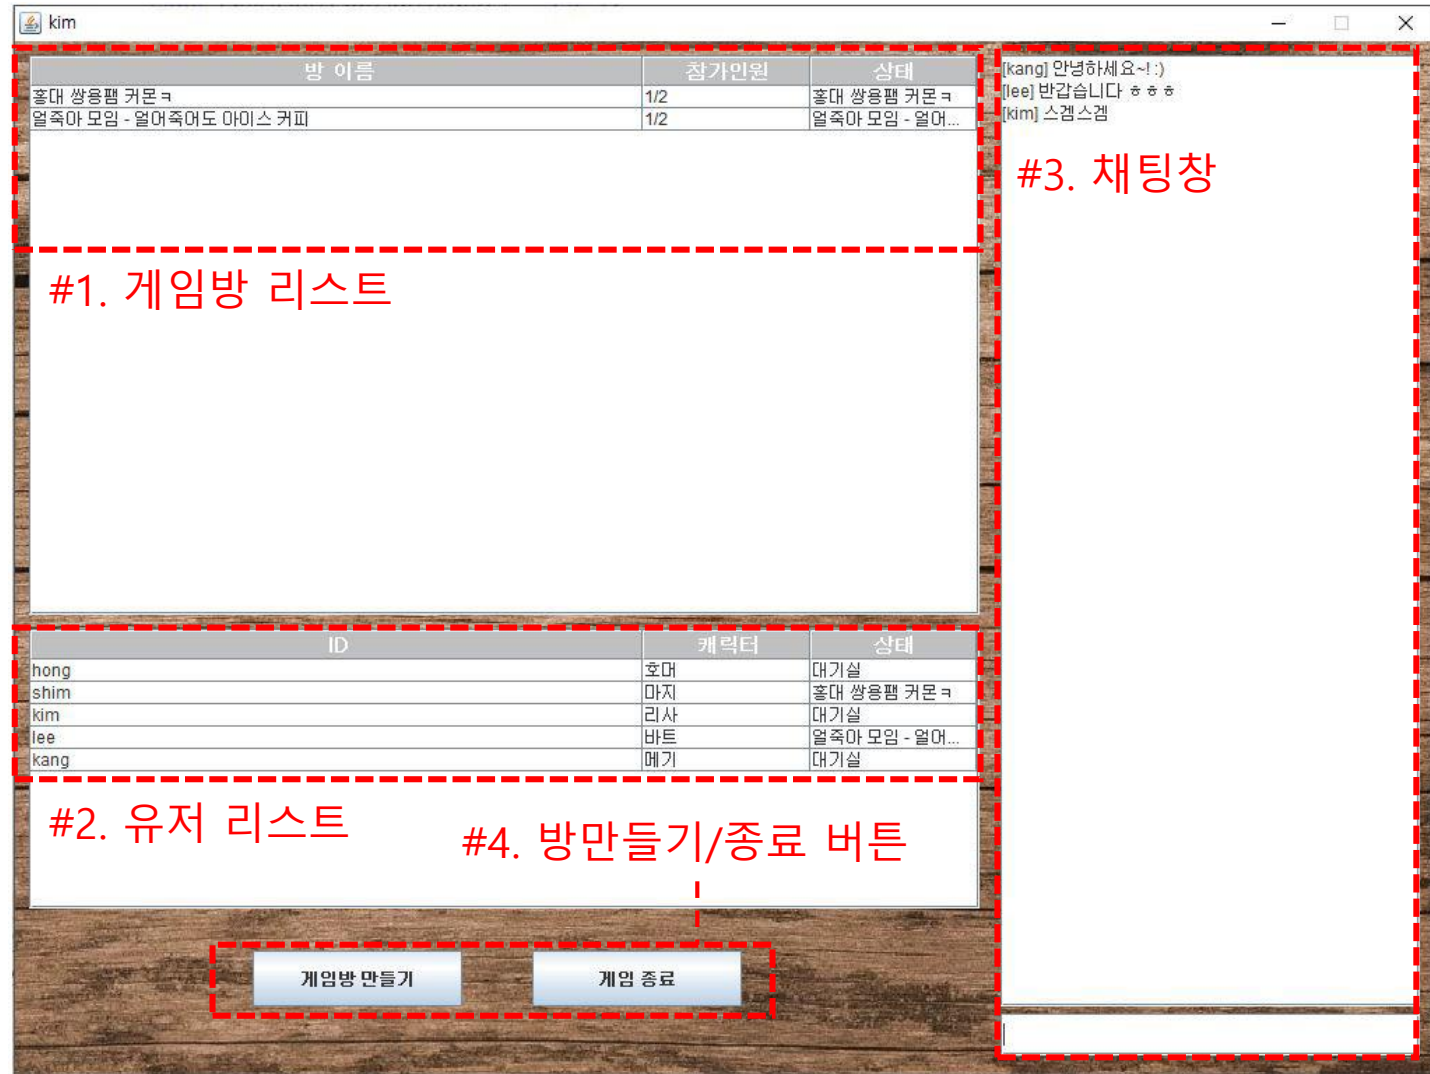 kim
방 이름 참가인원 상태
홍대 쌍용팸 커몬ㅋ 1/2 홍대 쌍용팸 커몬ㅋ
얼죽아 모임 - 얼어죽어도 아이스 커피 1/2 얼죽아 모임 - 얼어...
#1. 게임방 리스트
ID 캐릭터 상태
hong 호머 대기실
shim 마지 홍대 쌍용팸 커몬ㅋ
kim 리사 대기실
lee 바트 얼죽아 모임 - 얼어...
kang 메기 대기실
#2. 유저 리스트
#4. 방만들기/종료 버튼
게임방 만들기 게임 종료
[kang] 안녕하세요~! :)
[lee] 반갑습니다 ㅎㅎㅎ
[kim] 스겜스겜
#3. 채팅창